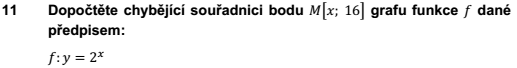 11 Dopočtěte chybějící souřadnici bodu M[x; 16] grafu funkce f dané
předpisem:
f: y = 2^x